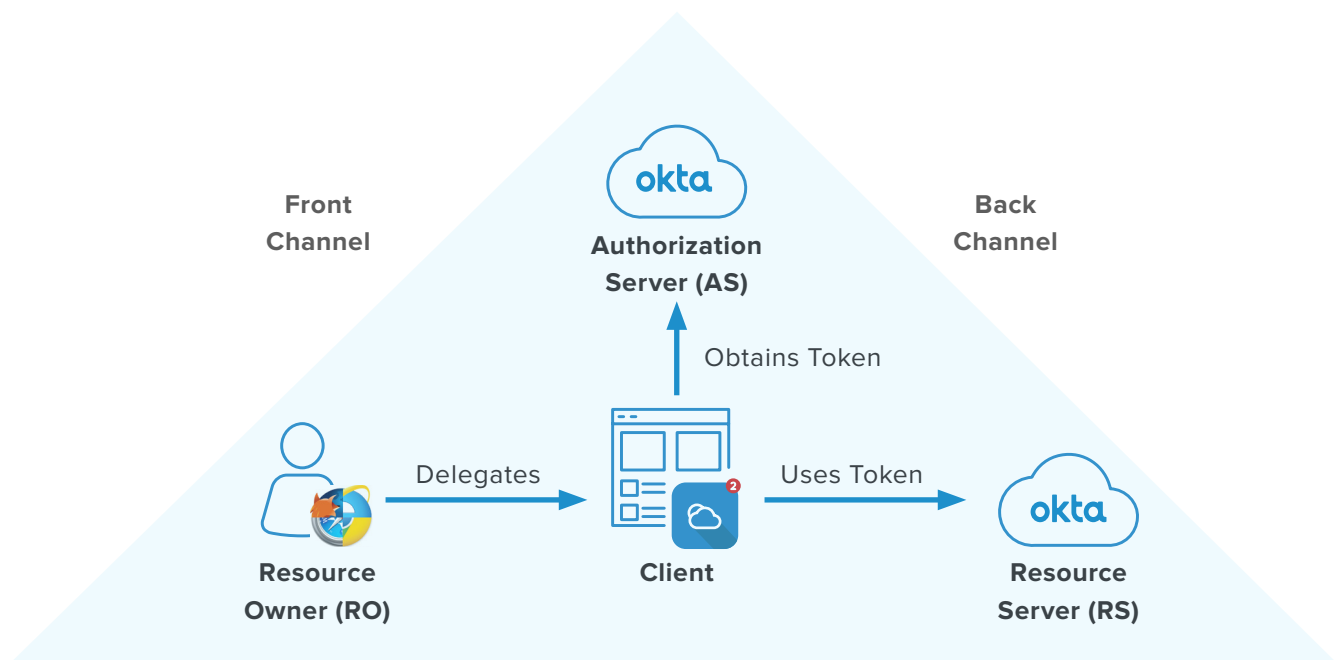 okta
Authorization
Server (AS)
Front
Channel
Back
Channel
Obtains Token
Delegates
Uses Token
2
okta
Resource
Owner (RO)
Client
Resource
Server (RS)